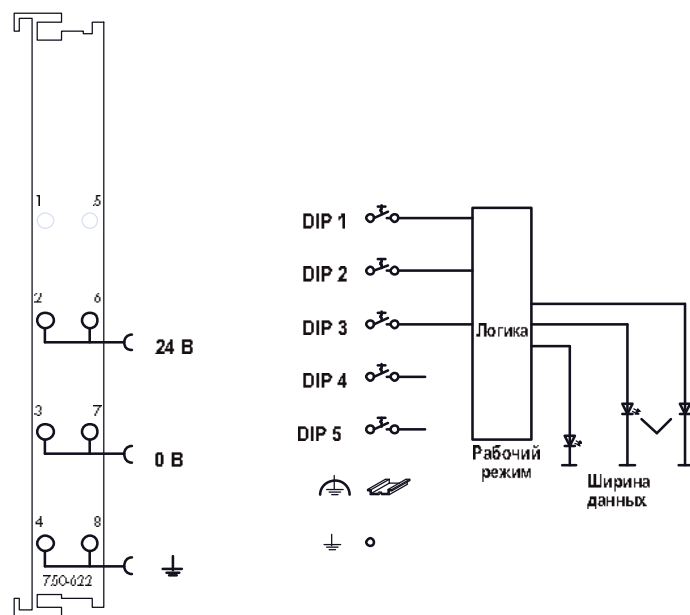 1 5
2 6
24 В
3 7
0 В
4 8
750-622
DIP 1
DIP 2
DIP 3
DIP 4
DIP 5
Логика
Рабочий
режим
Ширина
данных